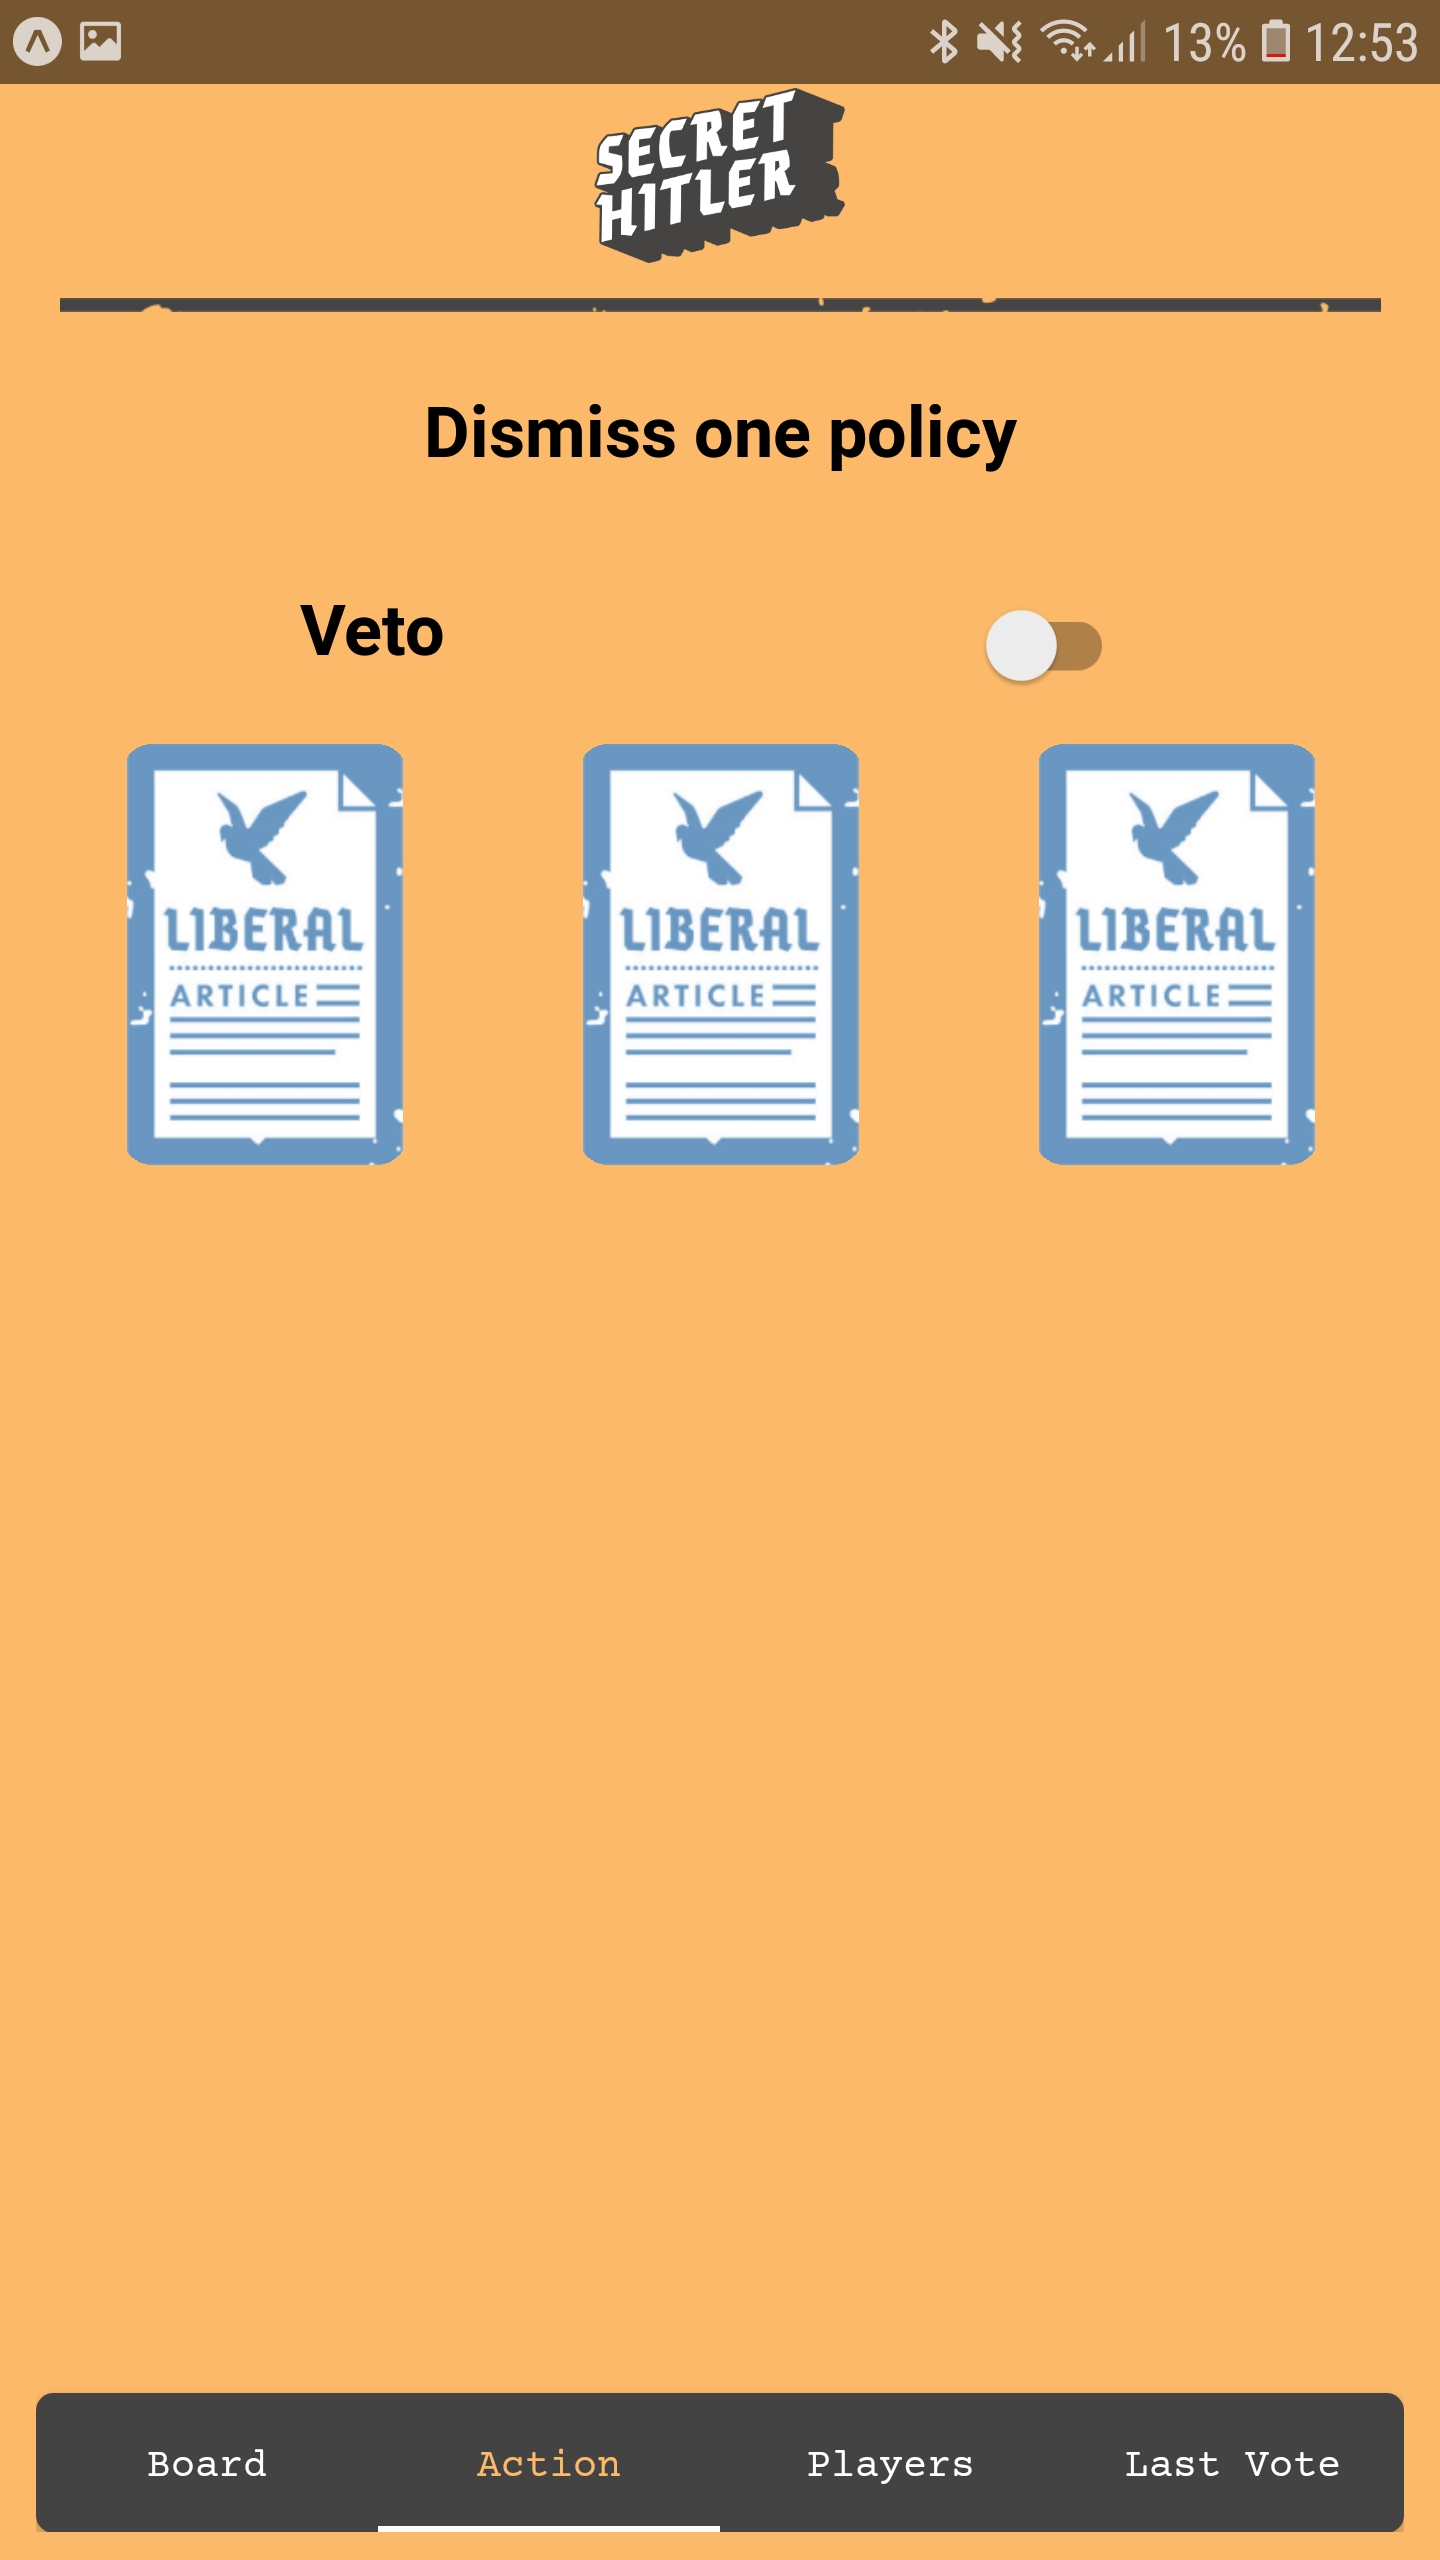 13% 12:53
SECRET
HITLER
Dismiss one policy
Veto
LIBERAL LIBERAL LIBERAL
ARTICLE ARTICLE ARTICLE
Board Action Players Last Vote